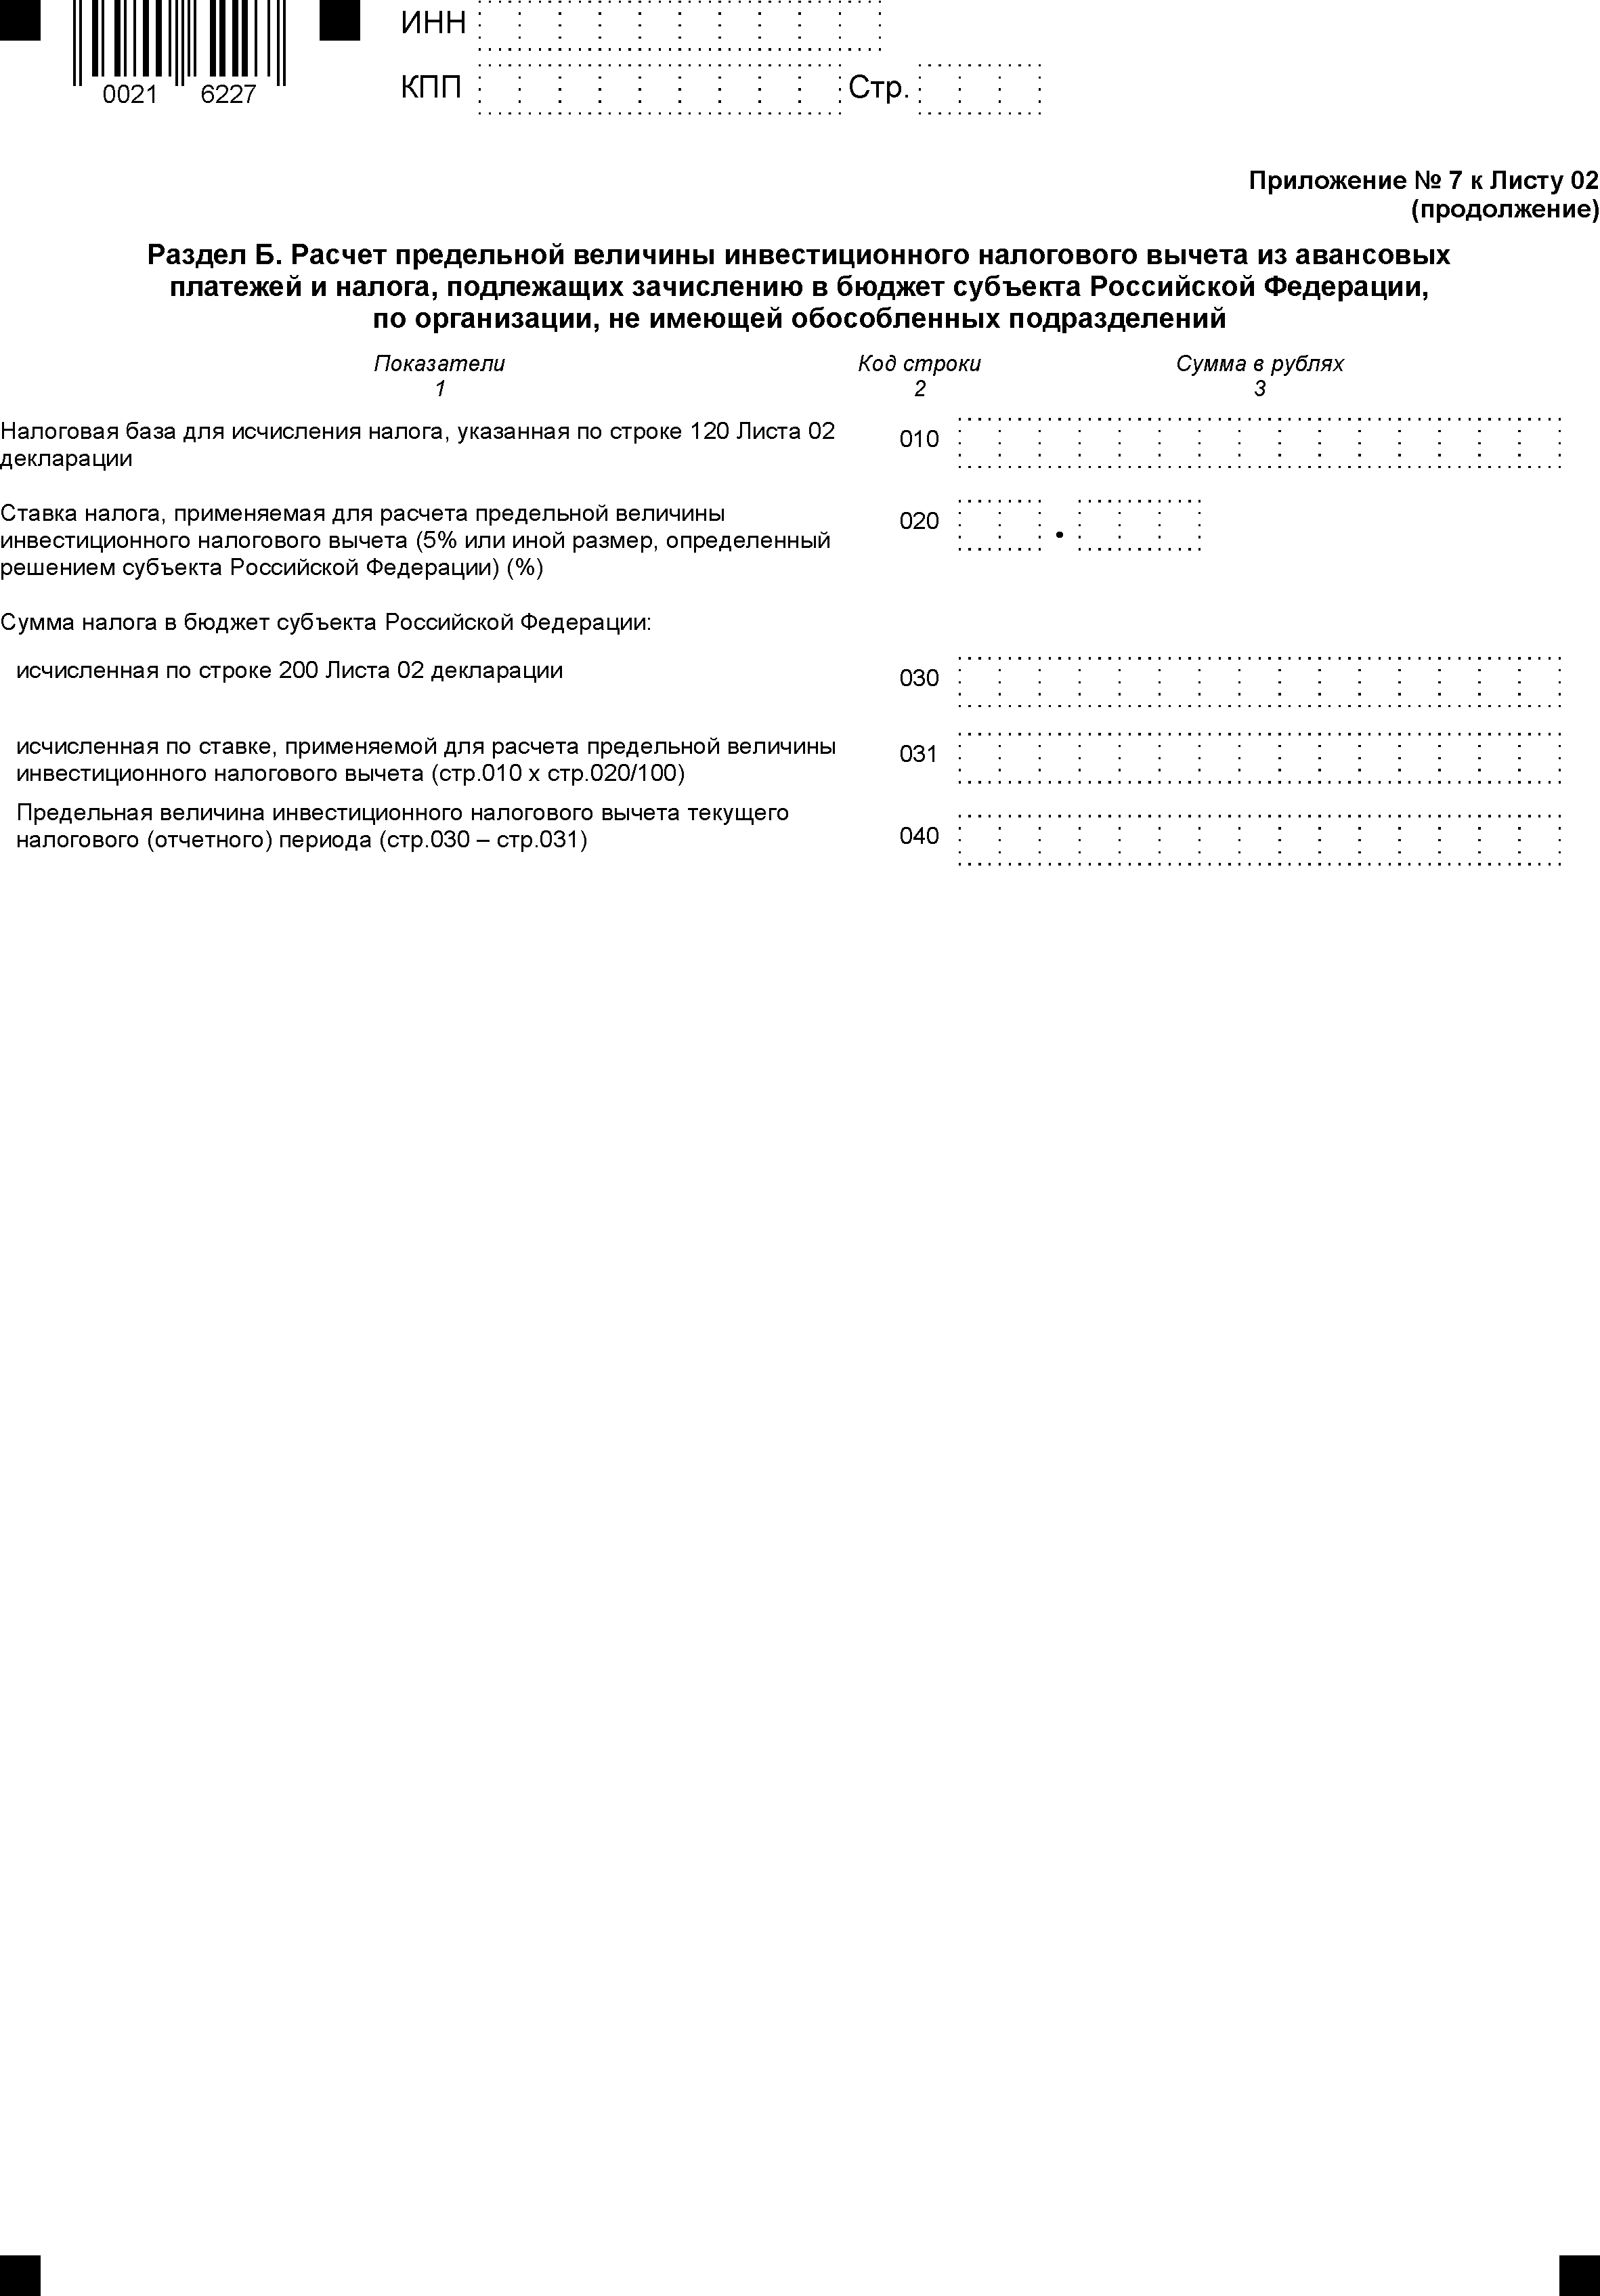 ИНН
0021 6227
КПП Стр.
Приложение № 7 к Листу 02
(продолжение)
Раздел Б. Расчет предельной величины инвестиционного налогового вычета из авансовых
платежей и налога, подлежащих зачислению в бюджет субъекта Российской Федерации,
по организации, не имеющей обособленных подразделений
Показатели Код строки Сумма в рублях
1 2 3
Налоговая база для исчисления налога, указанная по строке 120 Листа 02 010
декларации
Ставка налога, применяемая для расчета предельной величины 020 .
инвестиционного налогового вычета (5% или иной размер, определенный
решением субъекта Российской Федерации) (%)
Сумма налога в бюджет субъекта Российской Федерации:
исчисленная по строке 200 Листа 02 декларации 030
исчисленная по ставке, применяемой для расчета предельной величины 031
инвестиционного налогового вычета (стр.010 х стр.020/100)
Предельная величина инвестиционного налогового вычета текущего
налогового (отчетного) периода (стр.030 – стр.031) 040